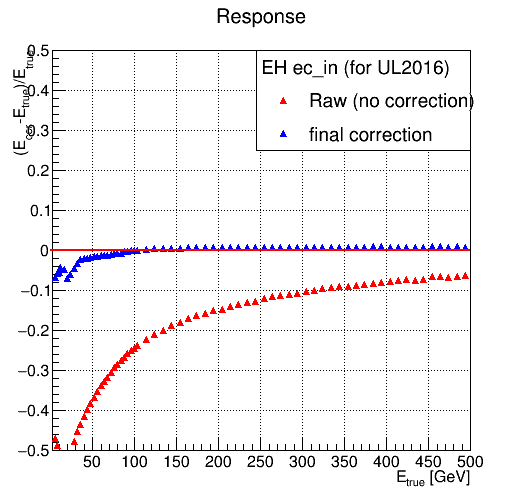 Response
(E_cor-E_true)/E_true
EH ec_in (for UL2016)
Raw (no correction)
final correction
0.5
0.4
0.3
0.2
0.1
0
−0.1
−0.2
−0.3
−0.4
−0.5
50 100 150 200 250 300 350 400 450 500
E_true [GeV]